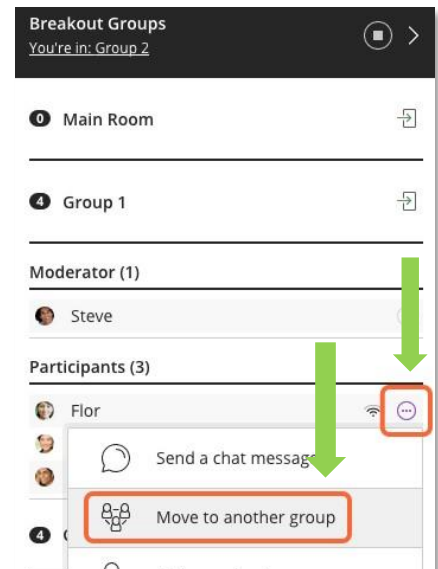 Breakout Groups
You're in: Group 2
0 Main Room
4 Group 1
Moderator (1)
Steve
Participants (3)
Flor
Send a chat message
Move to another group
4